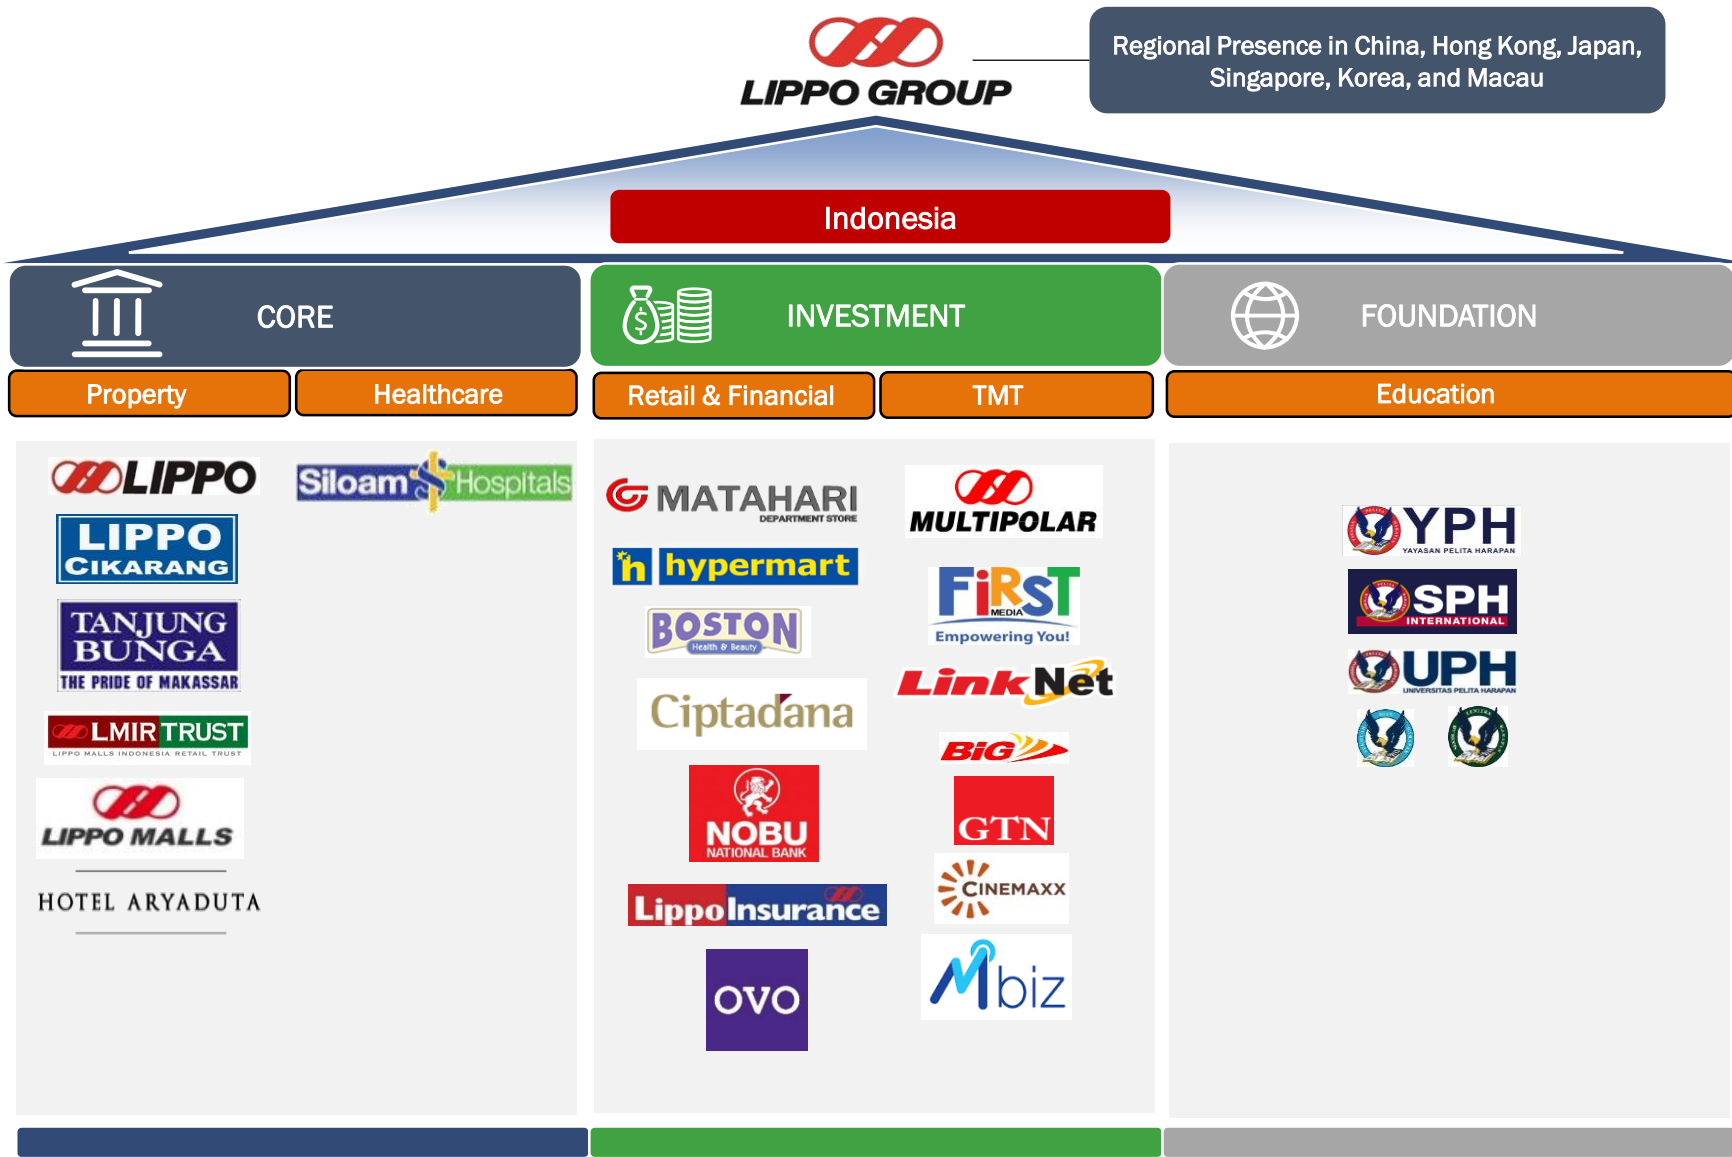 LIPPO GROUP
Regional Presence in China, Hong Kong, Japan,
Singapore, Korea, and Macau
Indonesia
CORE
INVESTMENT
FOUNDATION
Property
Healthcare
Retail & Financial
TMT
Education
LIPPO
LIPPO
CIKARANG
TANJUNG
BUNGA
THE PRIDE OF MAKASSAR
LMIR TRUST
LIPPO MALLS INDONESIA RETAIL TRUST
LIPPO MALLS
HOTEL ARYADUTA
Siloam Hospitals
MATAHARI
DEPARTMENT STORE
h hypermart
BOSTON
Health & Beauty
Ciptadana
NOBU
NATIONAL BANK
LippoInsurance
OVO
MULTIPOLAR
FiRST
MEDIA
Empowering You!
LinkNet
BiG
GTN
CINEMAXX
Mbiz
YPH
YAYASAN PELITA HARAPAN
SPH
INTERNATIONAL
UPH
UNIVERSITAS PELITA HARAPAN